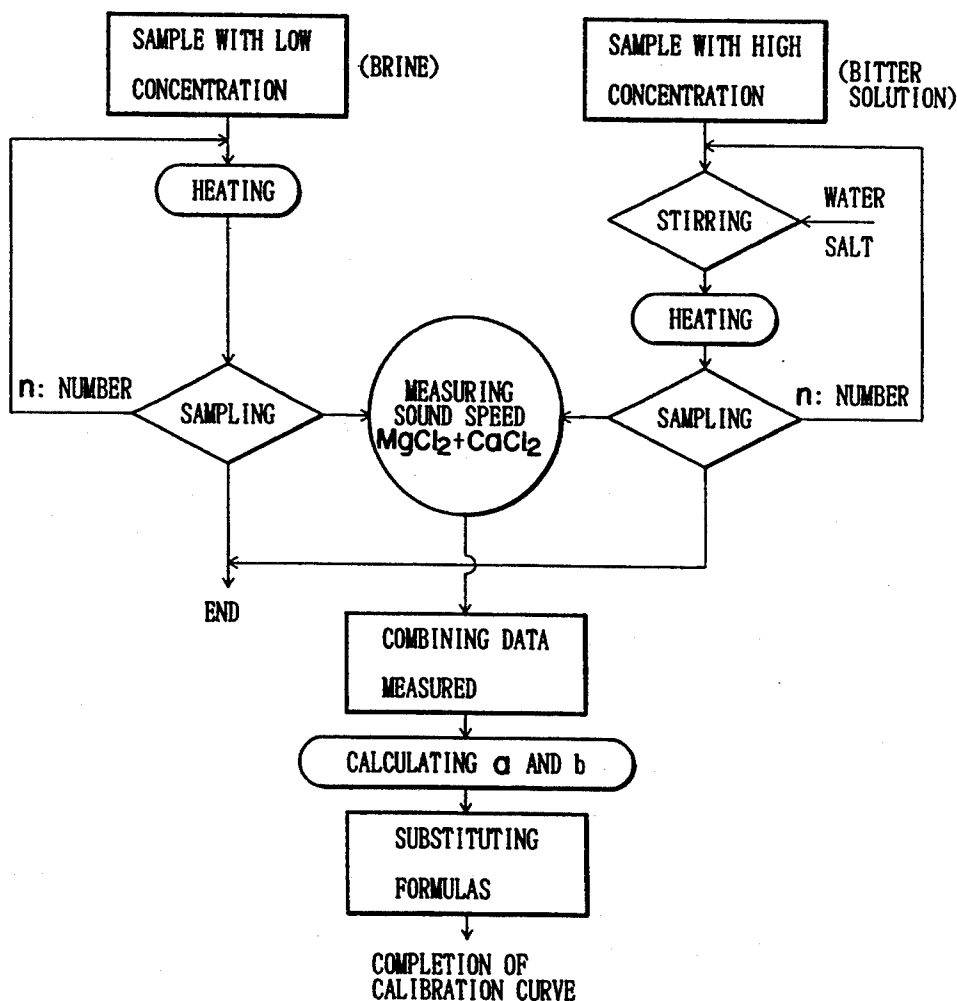 SAMPLE WITH LOW
CONCENTRATION
(BRINE)
SAMPLE WITH HIGH
CONCENTRATION
(BITTER
SOLUTION)
HEATING
STIRRING
WATER
SALT
HEATING
n: NUMBER
SAMPLING
MEASURING
SOUND SPEED
MgCl₂+CaCl₂
SAMPLING
n: NUMBER
END
COMBINING DATA
MEASURED
CALCULATING a AND b
SUBSTITUTING
FORMULAS
COMPLETION OF
CALIBRATION CURVE